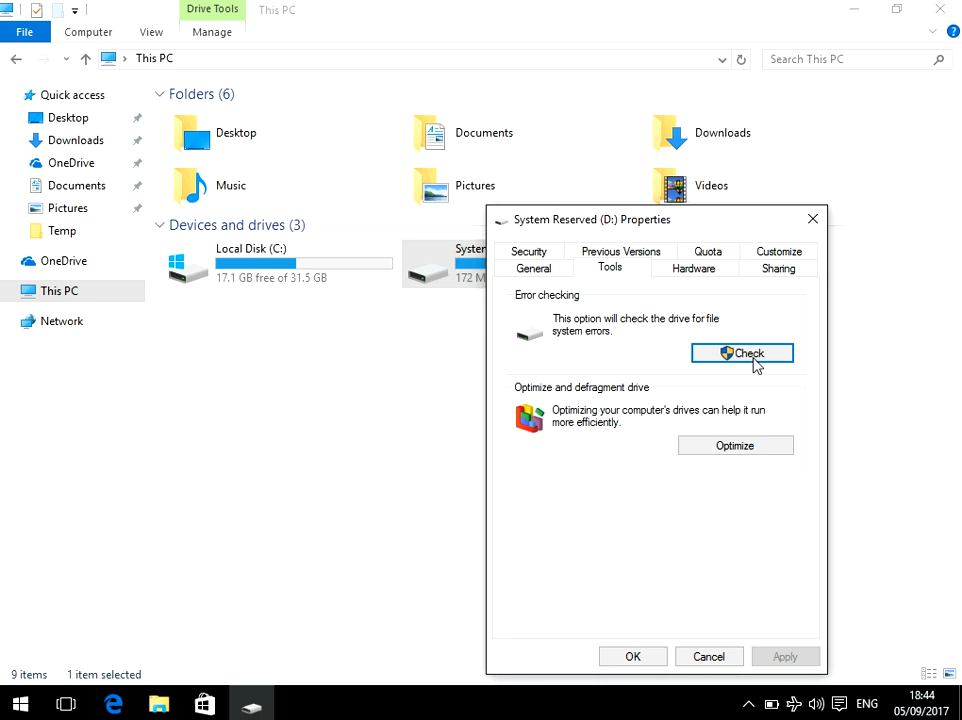 Drive Tools
This PC
File
Computer
View
Manage
This PC
Search This PC
Quick access
Desktop
Downloads
OneDrive
Documents
Pictures
Temp
OneDrive
This PC
Network
Folders (6)
Desktop
Documents
Downloads
Music
Pictures
Videos
Devices and drives (3)
Local Disk (C:)
17.1 GB free of 31.5 GB
System
172 M
System Reserved (D:) Properties
Security
Previous Versions
Quota
Customize
General
Tools
Hardware
Sharing
Error checking
This option will check the drive for file
system errors.
Check
Optimize and defragment drive
Optimizing your computer's drives can help it run
more efficiently.
Optimize
OK
Cancel
Apply
9 items
1 item selected
ENG
18:44
05/09/2017